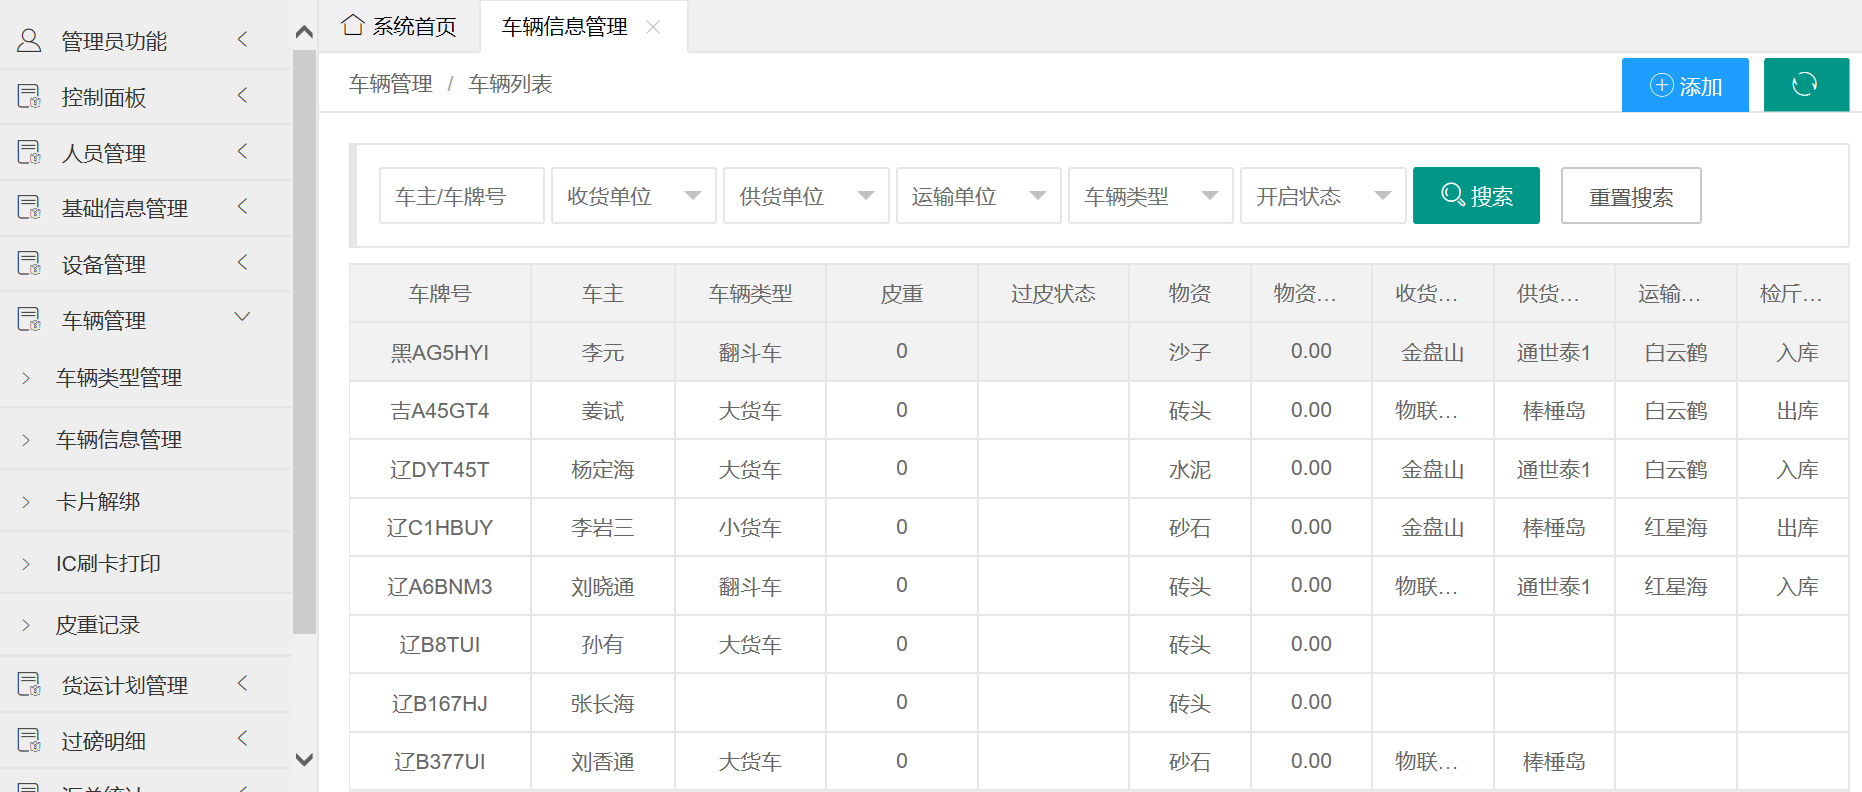 管理员功能
控制面板
人员管理
基础信息管理
设备管理
车辆管理
车辆类型管理
车辆信息管理
卡片解绑
IC刷卡打印
皮重记录
货运计划管理
过磅明细
系统首页 车辆信息管理
车辆管理 / 车辆列表 添加
车主/车牌号 收货单位 供货单位 运输单位 车辆类型 开启状态 搜索 重置搜索
车牌号 车主 车辆类型 皮重 过皮状态 物资 物资... 收货... 供货... 运输... 检斤...
黑AG5HYI 李元 翻斗车 0 沙子 0.00 金盘山 通世泰1 白云鹤 入库
吉A45GT4 姜试 大货车 0 砖头 0.00 物联... 棒棰岛 白云鹤 出库
辽DYT45T 杨定海 大货车 0 水泥 0.00 金盘山 通世泰1 白云鹤 入库
辽C1HBUY 李岩三 小货车 0 砂石 0.00 金盘山 棒棰岛 红星海 出库
辽A6BNM3 刘晓通 翻斗车 0 砖头 0.00 物联... 通世泰1 红星海 入库
辽B8TUI 孙有 大货车 0 砖头 0.00
辽B167HJ 张长海 0 砖头 0.00
辽B377UI 刘香通 大货车 0 砂石 0.00 物联... 棒棰岛